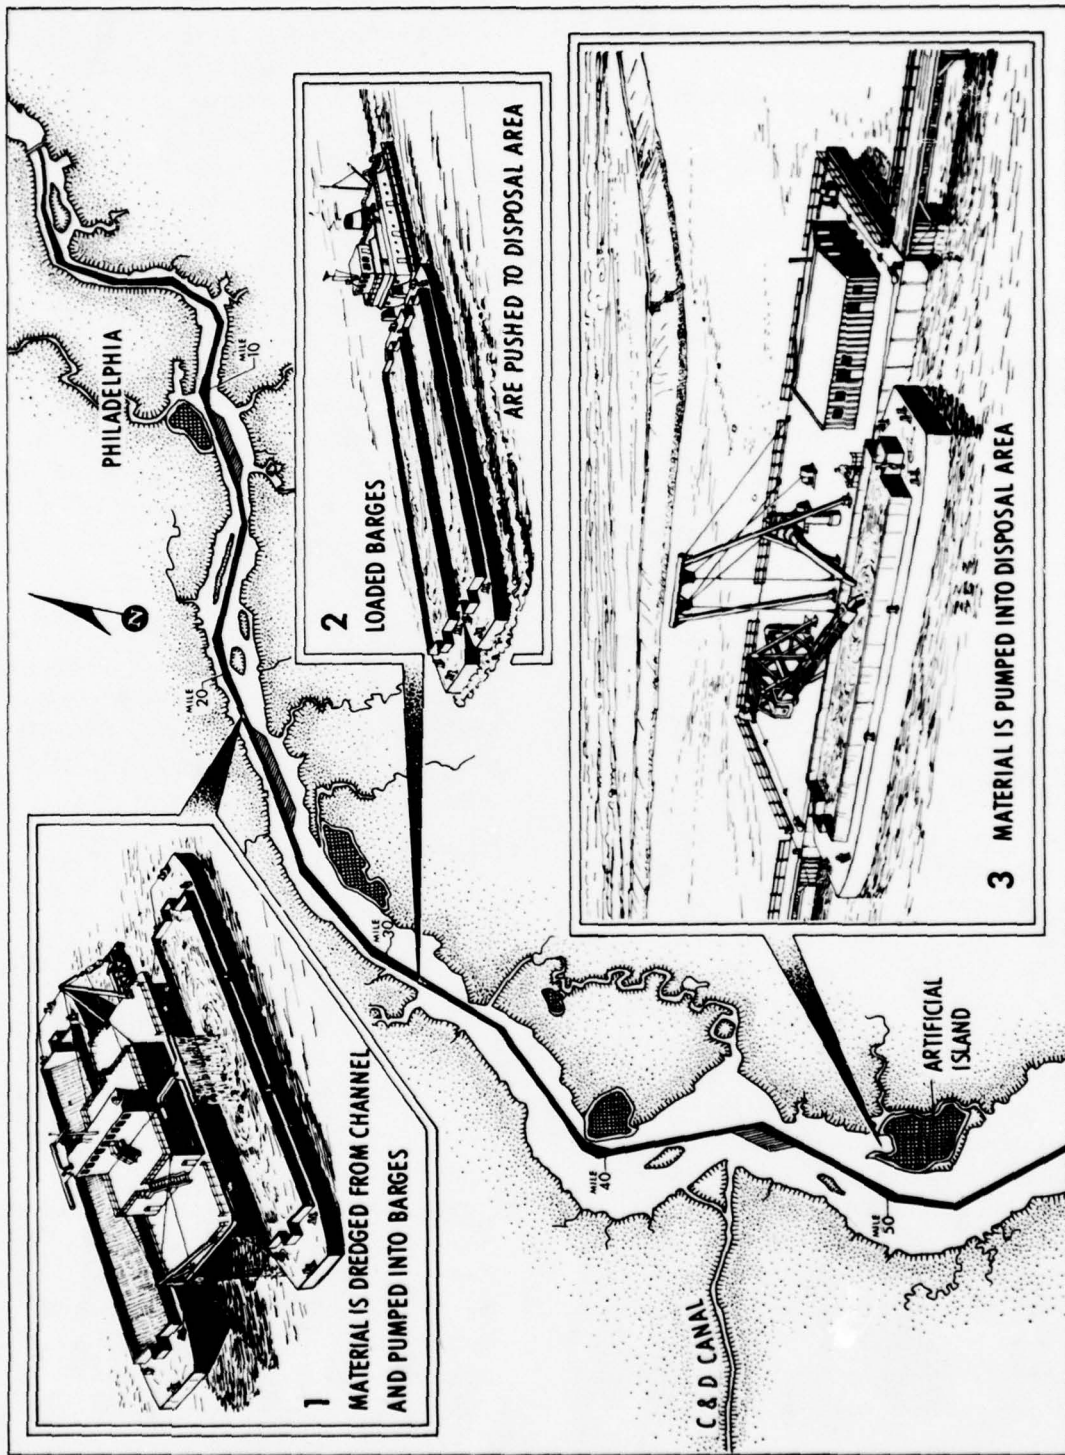 1
MATERIAL IS DREDGED FROM CHANNEL
AND PUMPED INTO BARGES
2
LOADED BARGES
ARE PUSHED TO DISPOSAL AREA
3
MATERIAL IS PUMPED INTO DISPOSAL AREA
PHILADELPHIA
MILE
10
N
MILE
20
MILE
30
MILE
40
MILE
50
C & D CANAL
ARTIFICIAL
ISLAND